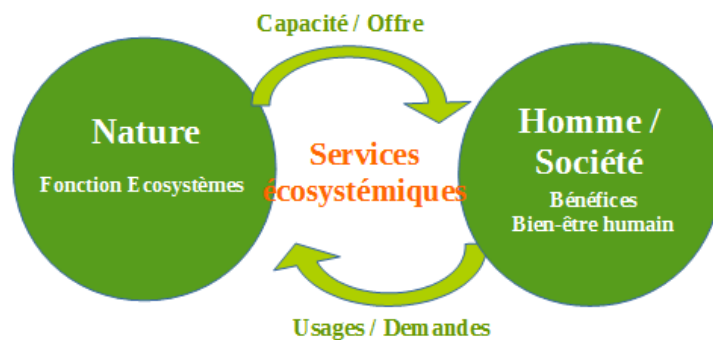 Capacité / Offre
Nature
Fonction Ecosystèmes
Services
écosystémiques
Homme /
Société
Bénéfices
Bien-être humain
Usages / Demandes